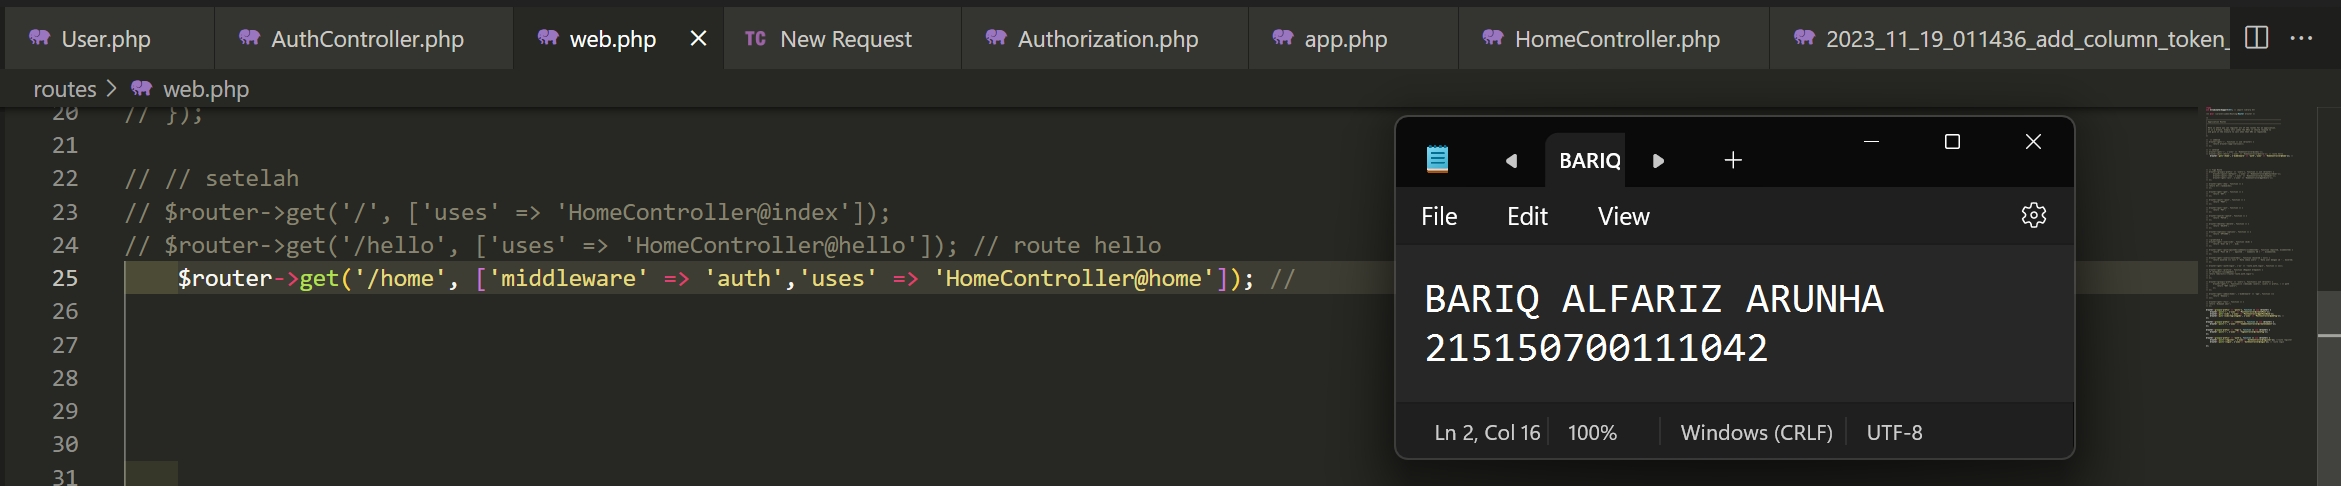 User.php AuthController.php web.php TC New Request Authorization.php app.php HomeController.php 2023_11_19_011436_add_column_token_
routes > web.php
20 // });
21
22 // // setelah
23 // $router->get('/', ['uses' => 'HomeController@index']);
24 // $router->get('/hello', ['uses' => 'HomeController@hello']); // route hello
25 $router->get('/home', ['middleware' => 'auth','uses' => 'HomeController@home']); //
26
27
28
29
30
31
BARIQ
File Edit View
BARIQ ALFARIZ ARUNHA
215150700111042
Ln 2, Col 16 100% Windows (CRLF) UTF-8